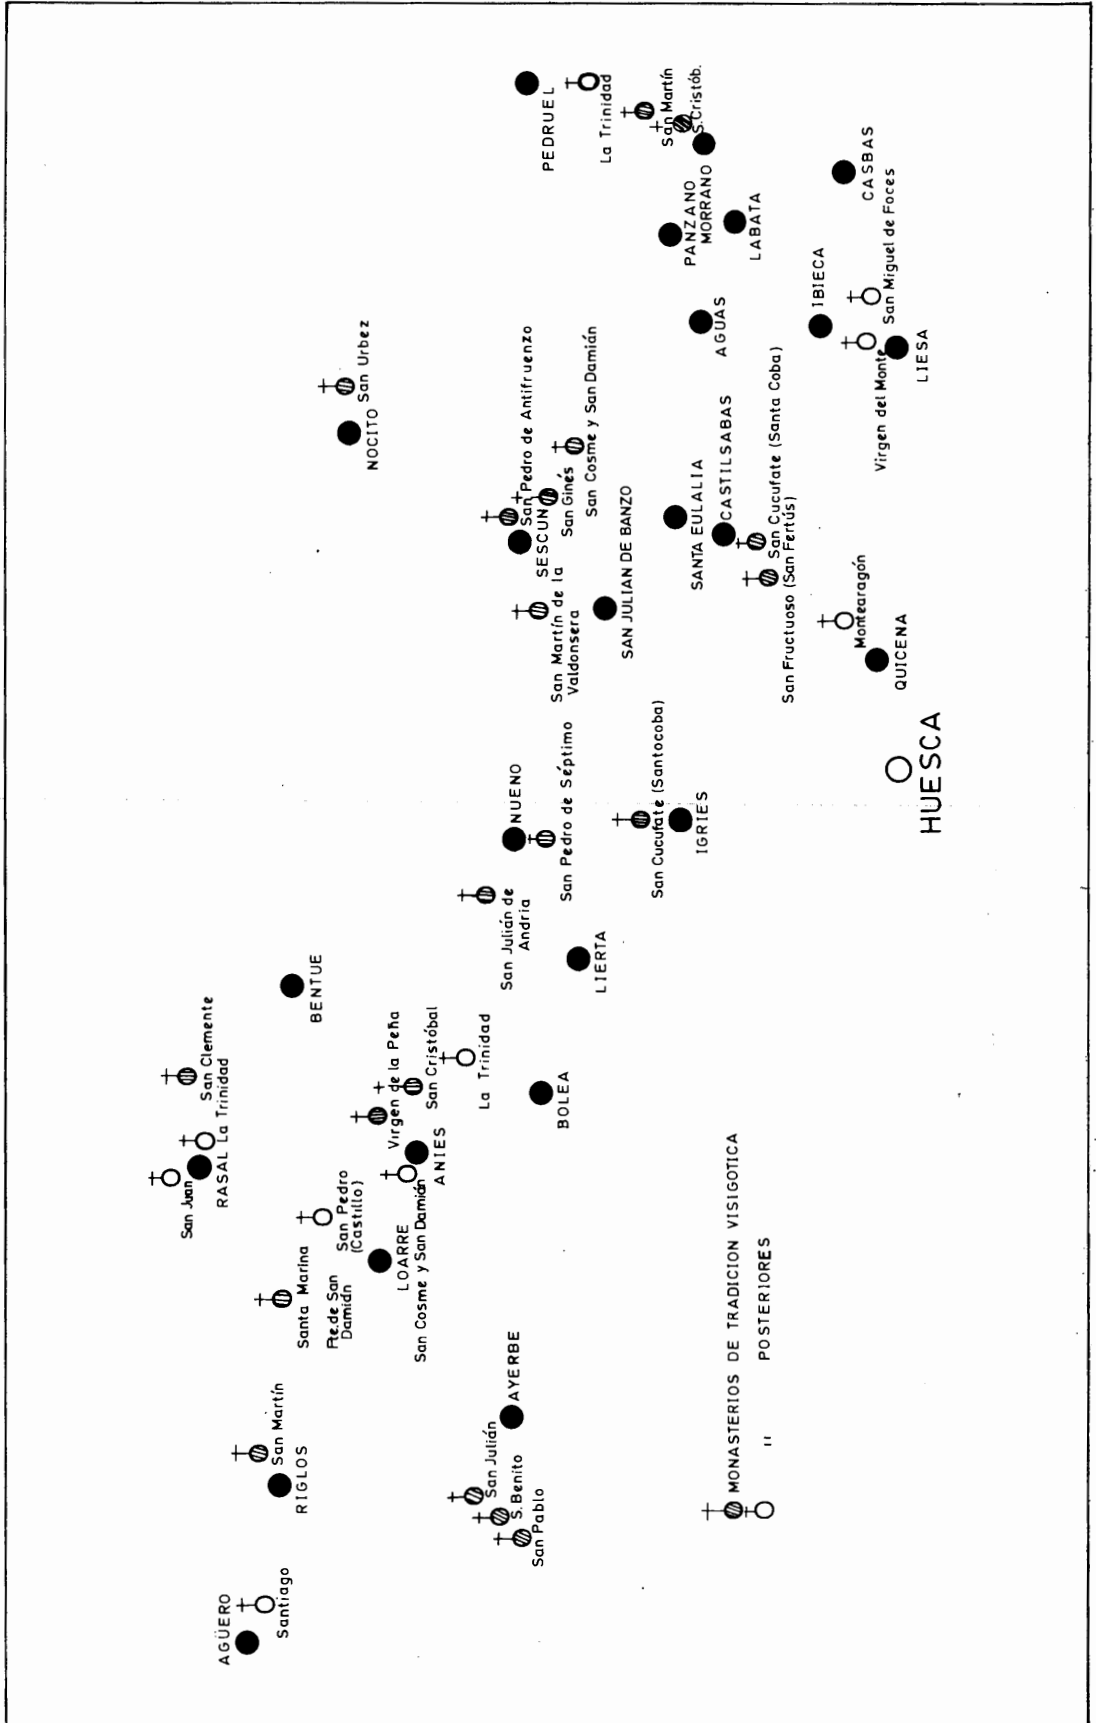 AGÜERO
Santiago
San Martín
RIGLOS
Santa Marina
Fte. de San
Damián
San Juan
RASAL
La Trinidad
San Clemente
San Pedro
(Castillo)
LOARRE
San Cosme y San Damián
ANIES
Virgen de la Peña
San Cristóbal
La Trinidad
BENTUE
BOLEA
San Julián
S. Benito
San Pablo
AYERBE
San Julián de
Andria
LIERTA
NUENO
San Pedro de Séptimo
San Cucufate (Santocoba)
IGRIES
HUESCA
NOCITO
San Urbez
San Pedro de Antifruenzo
SESCUN
San Ginés
San Cosme y San Damián
San Martín de la
Valdonsera
SAN JULIAN DE BANZO
SANTA EULALIA
CASTILSABAS
San Cucufate (Santa Coba)
San Fructuoso (San Fertús)
Montearagón
QUICENA
PEDRUEL
La Trinidad
San Martín
S. Cristób.
PANZANO
MORRANO
LABATA
AGUAS
IBIECA
CASBAS
San Miguel de Foces
Virgen del Monte
LIESA
MONASTERIOS DE TRADICION VISIGOTICA
" POSTERIORES